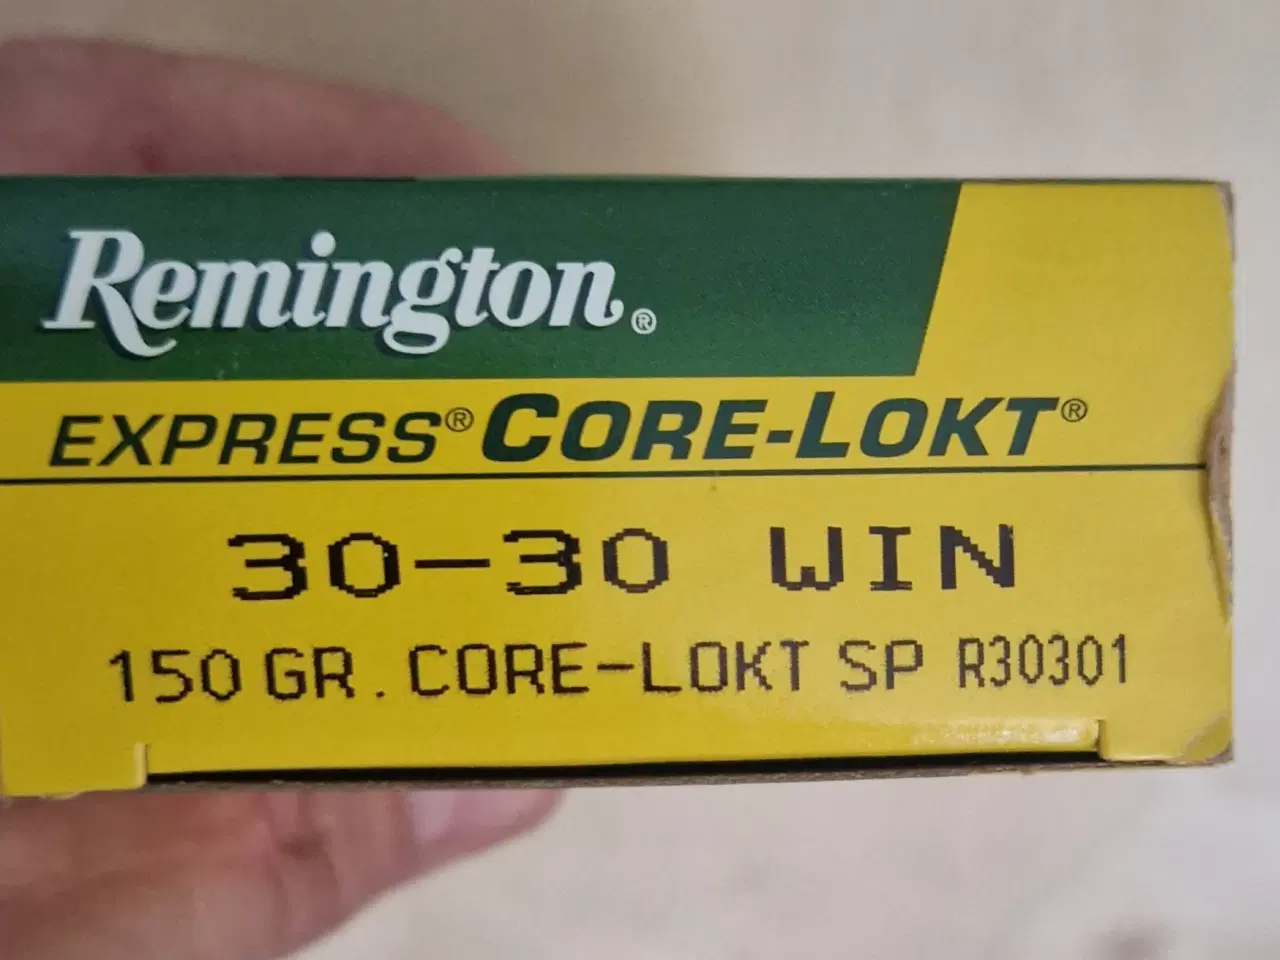 Remington®
EXPRESS® CORE-LOKT®
30-30 WIN
150 GR. CORE-LOKT SP R30301